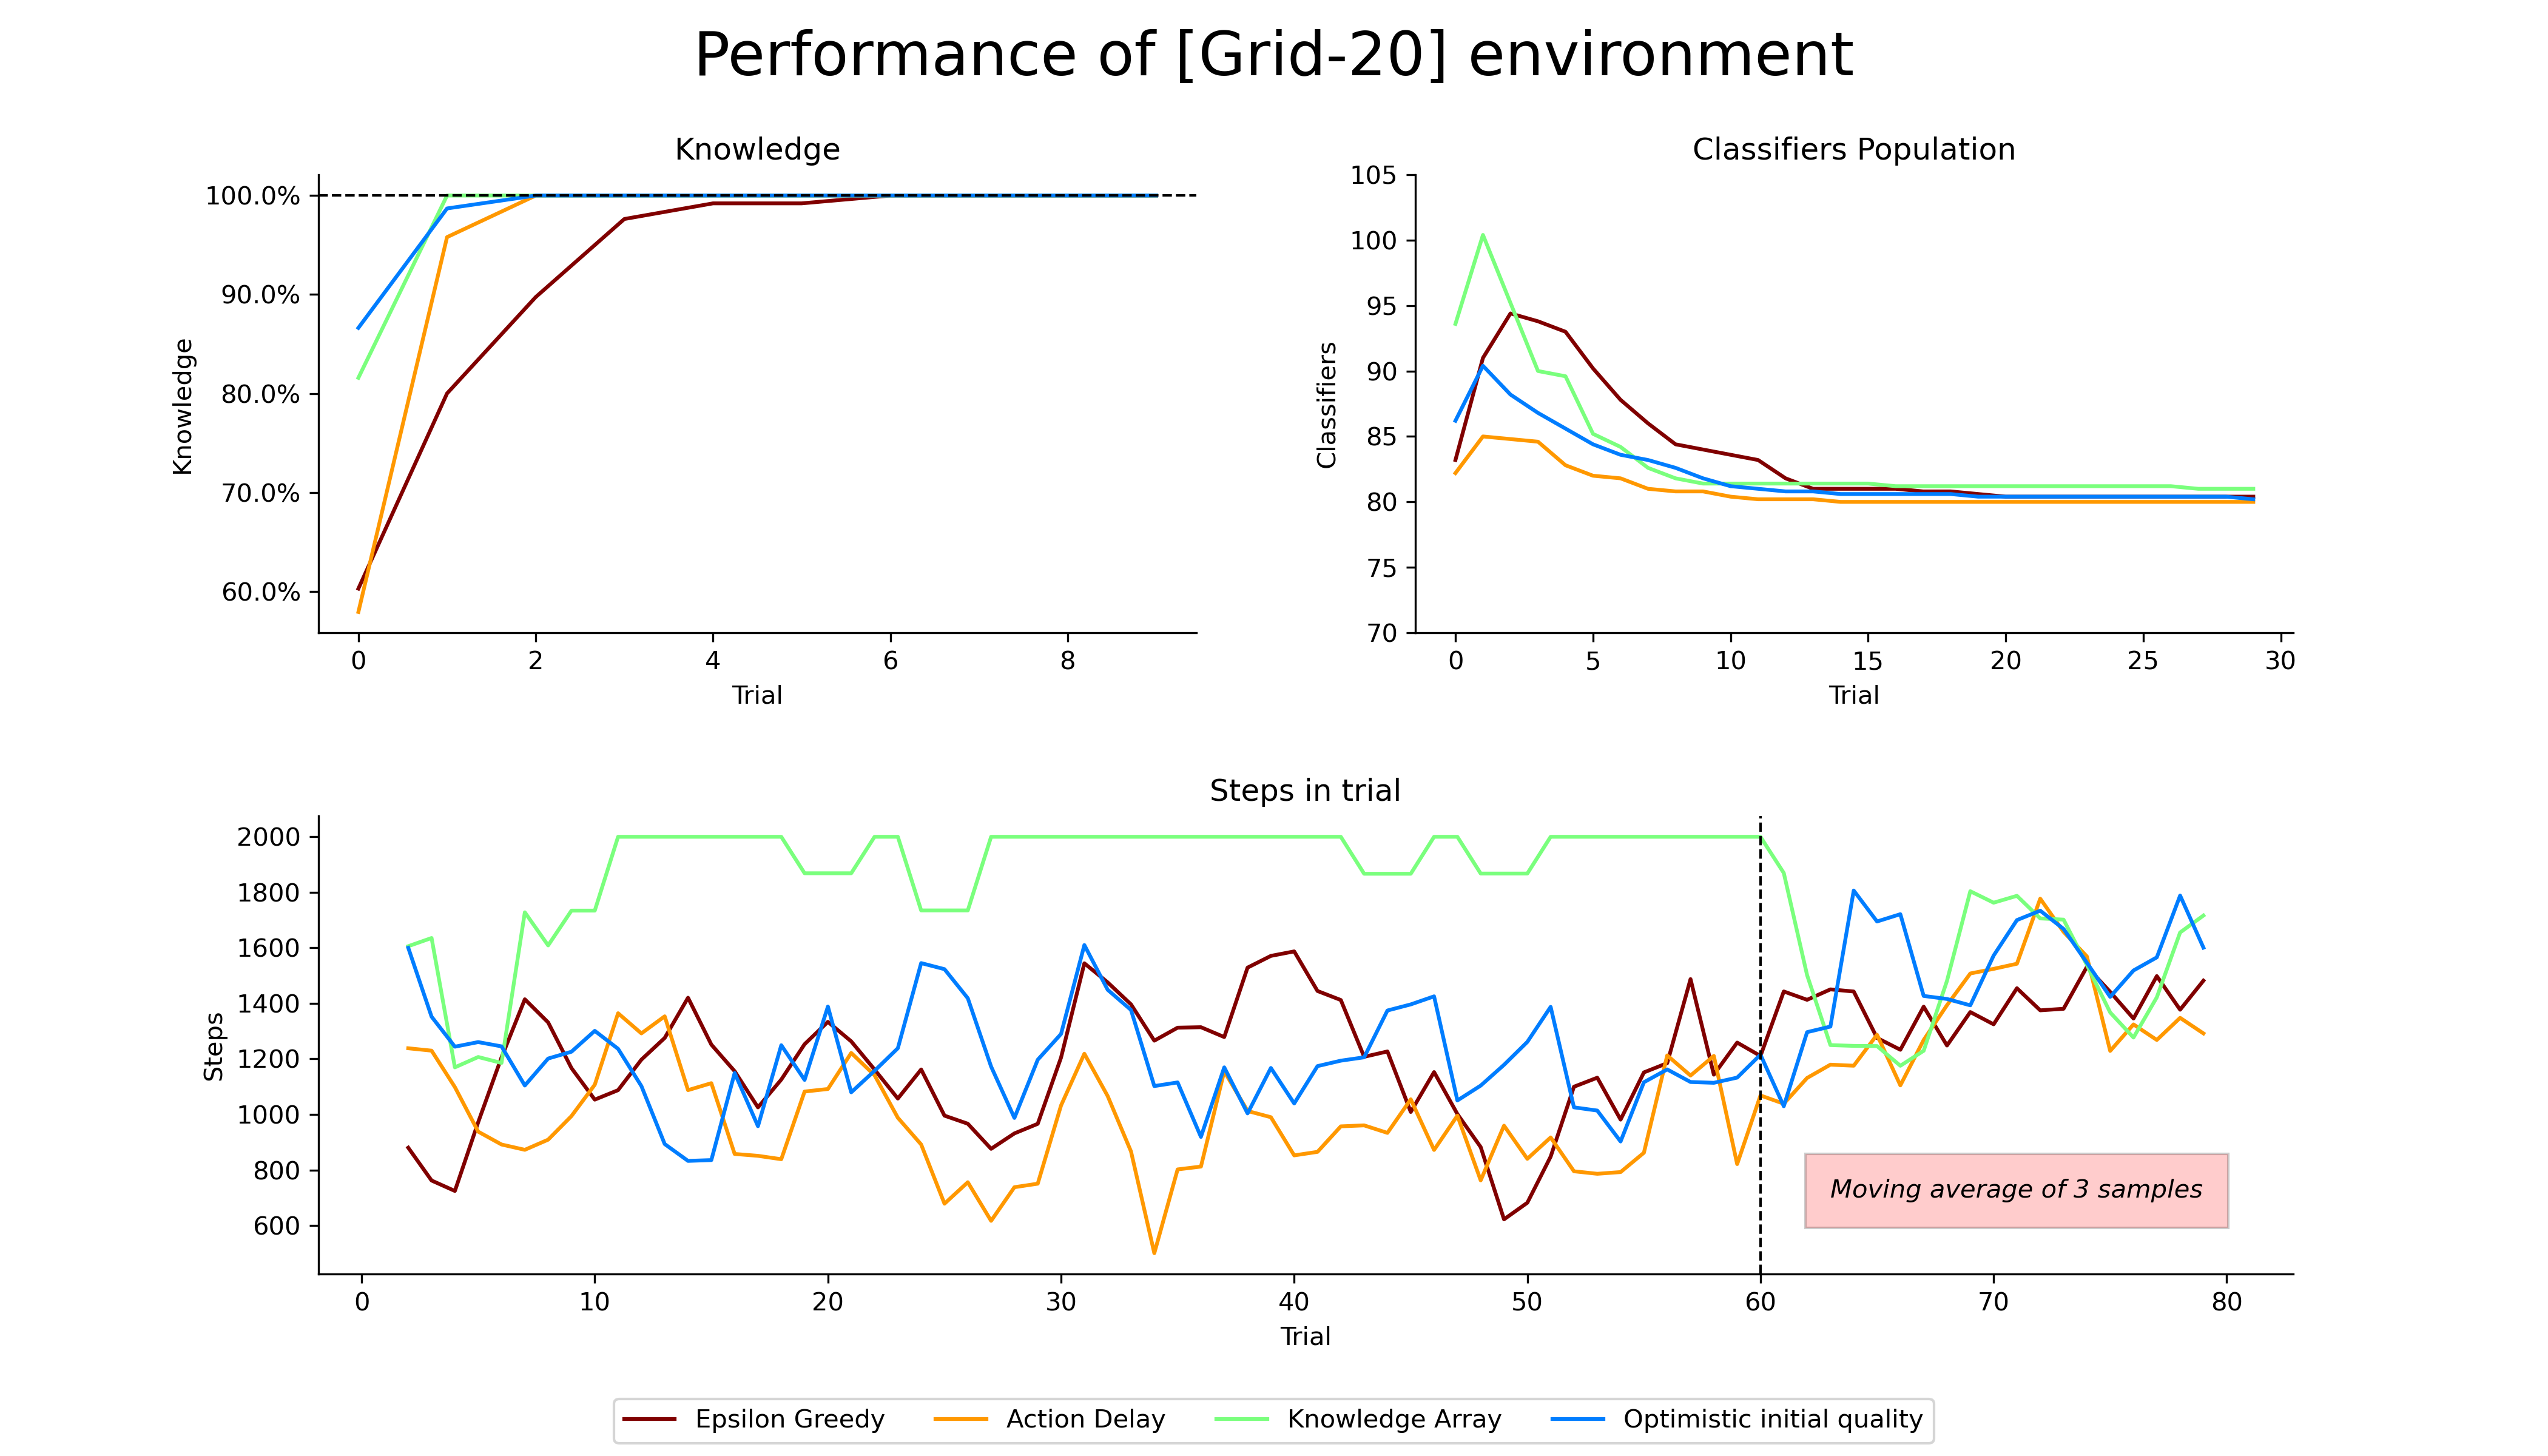 Performance of [Grid-20] environment
Knowledge
100.0%
90.0%
80.0%
70.0%
60.0%
Knowledge
0 2 4 6 8
Trial
Classifiers Population
105
100
95
90
85
80
75
70
Classifiers
0 5 10 15 20 25 30
Trial
Steps in trial
2000
1800
1600
1400
1200
1000
800
600
Steps
Moving average of 3 samples
0 10 20 30 40 50 60 70 80
Trial
Epsilon Greedy Action Delay Knowledge Array Optimistic initial quality